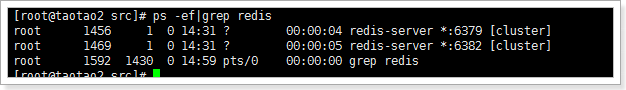 [root@taotao2 src]# ps -ef|grep redis
root      1456     1  0 14:31 ?        00:00:04 redis-server *:6379 [cluster]
root      1469     1  0 14:31 ?        00:00:05 redis-server *:6382 [cluster]
root      1592  1430  0 14:59 pts/0    00:00:00 grep redis
[root@taotao2 src]#